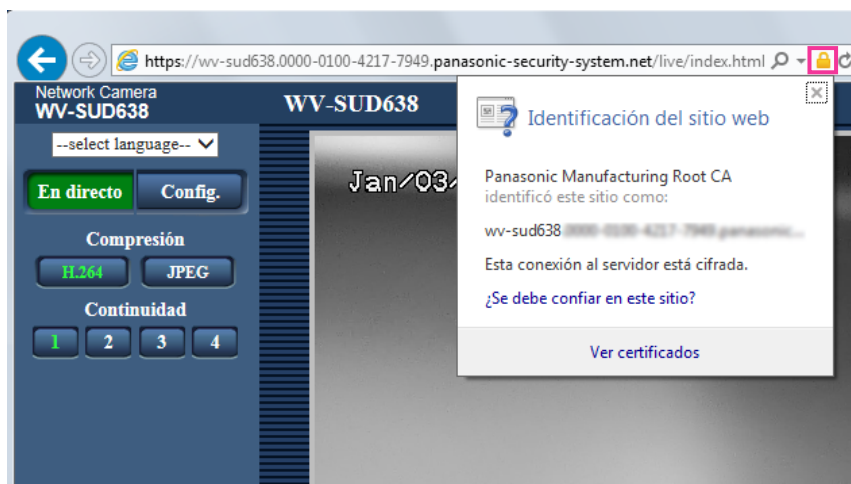 https://wv-sud638.0000-0100-4217-7949.panasonic-security-system.net/live/index.html
Network Camera
WV-SUD638
WV-SUD638
--select language--
En directo
Config.
Compresión
H.264
JPEG
Continuidad
1
2
3
4
Jan/03/
Identificación del sitio web
Panasonic Manufacturing Root CA
identificó este sitio como:
wv-sud638
Esta conexión al servidor está cifrada.
¿Se debe confiar en este sitio?
Ver certificados